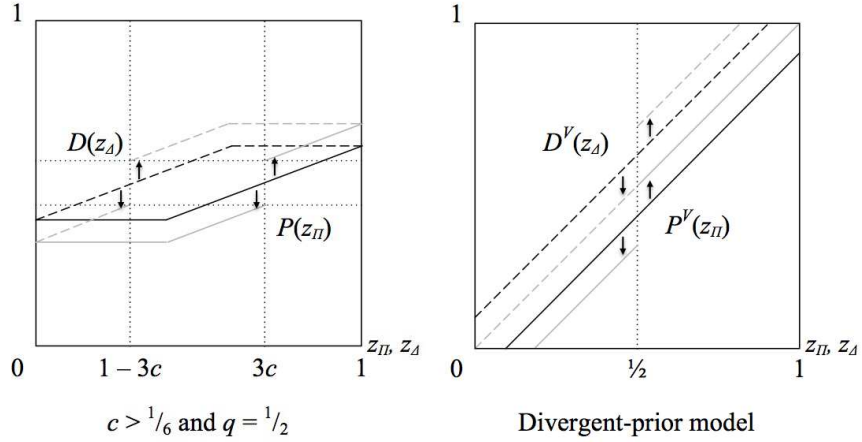 1
1
D(z_Δ)
D^V(z_Δ)
P(z_Π)
P^V(z_Π)
0
1 – 3c
3c
1
z_Π, z_Δ
0
½
1
z_Π, z_Δ
c > 1/6 and q = 1/2
Divergent-prior model